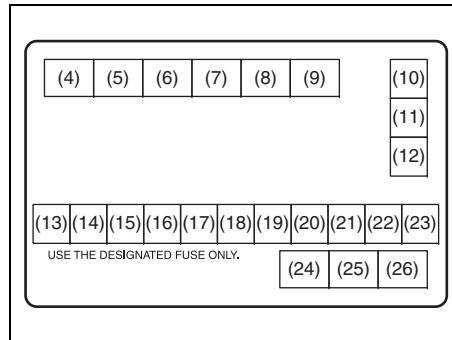 (4) (5) (6) (7) (8) (9) (10)
(11)
(12)
(13) (14) (15) (16) (17) (18) (19) (20) (21) (22) (23)
USE THE DESIGNATED FUSE ONLY.
(24) (25) (26)